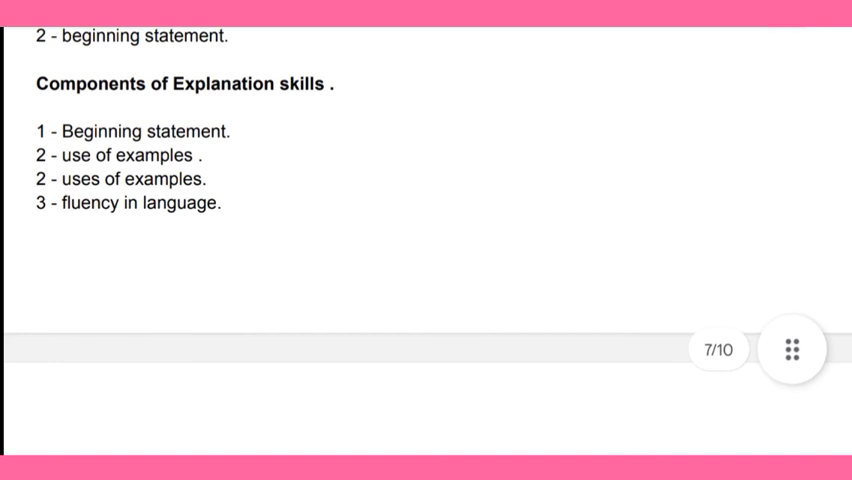 2 - beginning statement.
Components of Explanation skills .
1 - Beginning statement.
2 - use of examples .
2 - uses of examples.
3 - fluency in language.
7/10